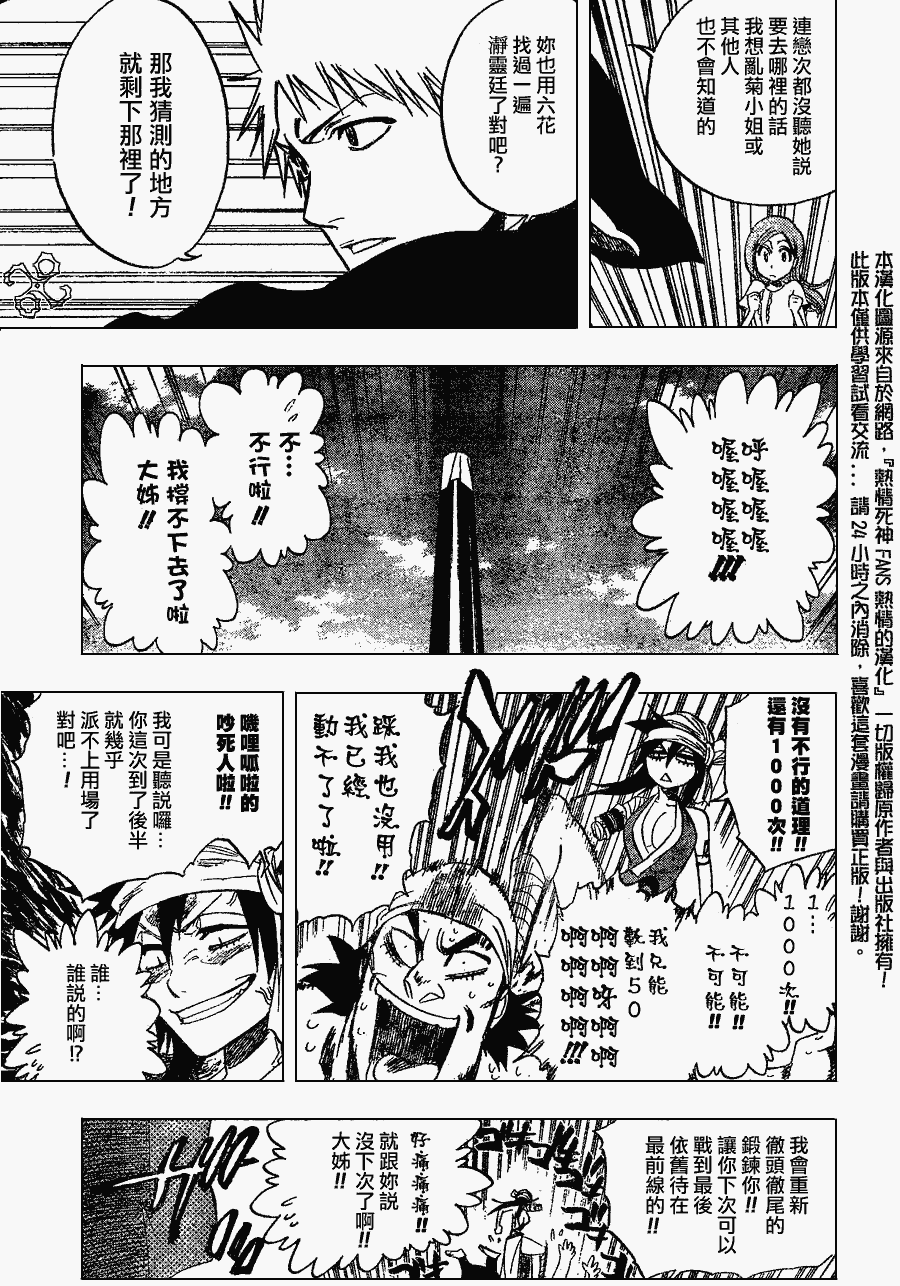 連戀次都沒聽她說
要去哪裡的話
我想亂菊小姐或
其他人
也不會知道的
妳也用六花
找過一遍
瀞靈廷了對吧?
那我猜測的地方
就剩下那裡了!
呼喔喔喔喔
喔喔喔喔!!!
不…
不行啦!!
我撐不下去了啦
大姊!!
沒有不行的道理!!
還有1000次!!
1…
1000次!!
不可能!!
不可能!!
我只能
數到50
啊啊呀啊啊
啊啊啊啊!!!
踩我也沒用!!
我已經
動不了了啦!!
嘰哩呱啦的
吵死人啦!!
我可是聽說囉…
你這次到了後半
就幾乎
派不上用場了
對吧…!
誰…
誰説的啊!?
我會重新
徹頭徹尾的
鍛鍊你!!
讓你下次可以
戰到最後
依舊待在
最前線的!!
好痛痛痛!!
就跟妳說
沒下次了啊!!
大姊!!
本漢化圖源來自於網路,『熱情死神FANS熱情的漢化』一切版權歸原作者與出版社擁有!
此版本僅供學習試看交流… 請24小時之內消除,喜歡這套漫畫請購買正版!謝謝。